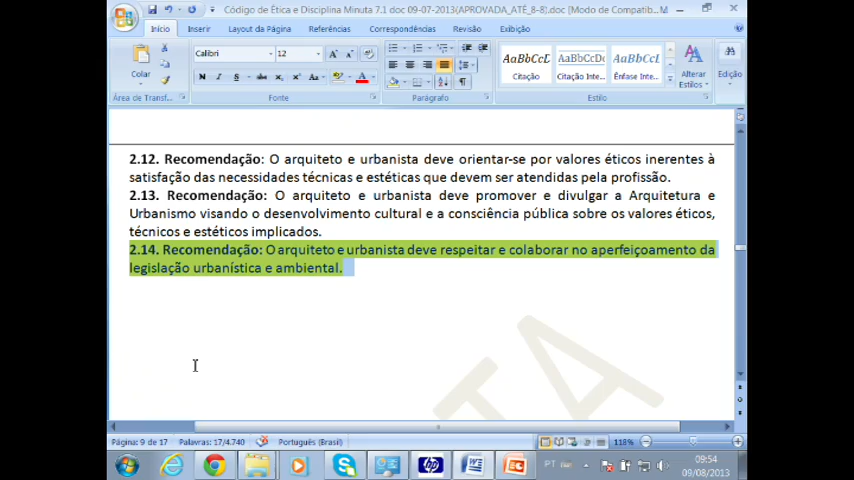 Código de Ética e Disciplina Minuta 7.1 doc 09-07-2013(APROVADA_ATÉ_8-8).doc [Modo de Compatib...
Início Inserir Layout da Página Referências Correspondências Revisão Exibição
Calibri 12
Colar
AaBbCcD AaBbCcDc AaBbCcL
Citação Citação Inte... Ênfase Inte...
Alterar Estilos
Edição
Área de Transf... Fonte Parágrafo Estilo
2.12. Recomendação: O arquiteto e urbanista deve orientar-se por valores éticos inerentes à
satisfação das necessidades técnicas e estéticas que devem ser atendidas pela profissão.
2.13. Recomendação: O arquiteto e urbanista deve promover e divulgar a Arquitetura e
Urbanismo visando o desenvolvimento cultural e a consciência pública sobre os valores éticos,
técnicos e estéticos implicados.
2.14. Recomendação: O arquiteto e urbanista deve respeitar e colaborar no aperfeiçoamento da
legislação urbanística e ambiental.
Página: 9 de 17 Palavras: 17/4.740 Português (Brasil) 118%
PT 09:54
09/08/2013